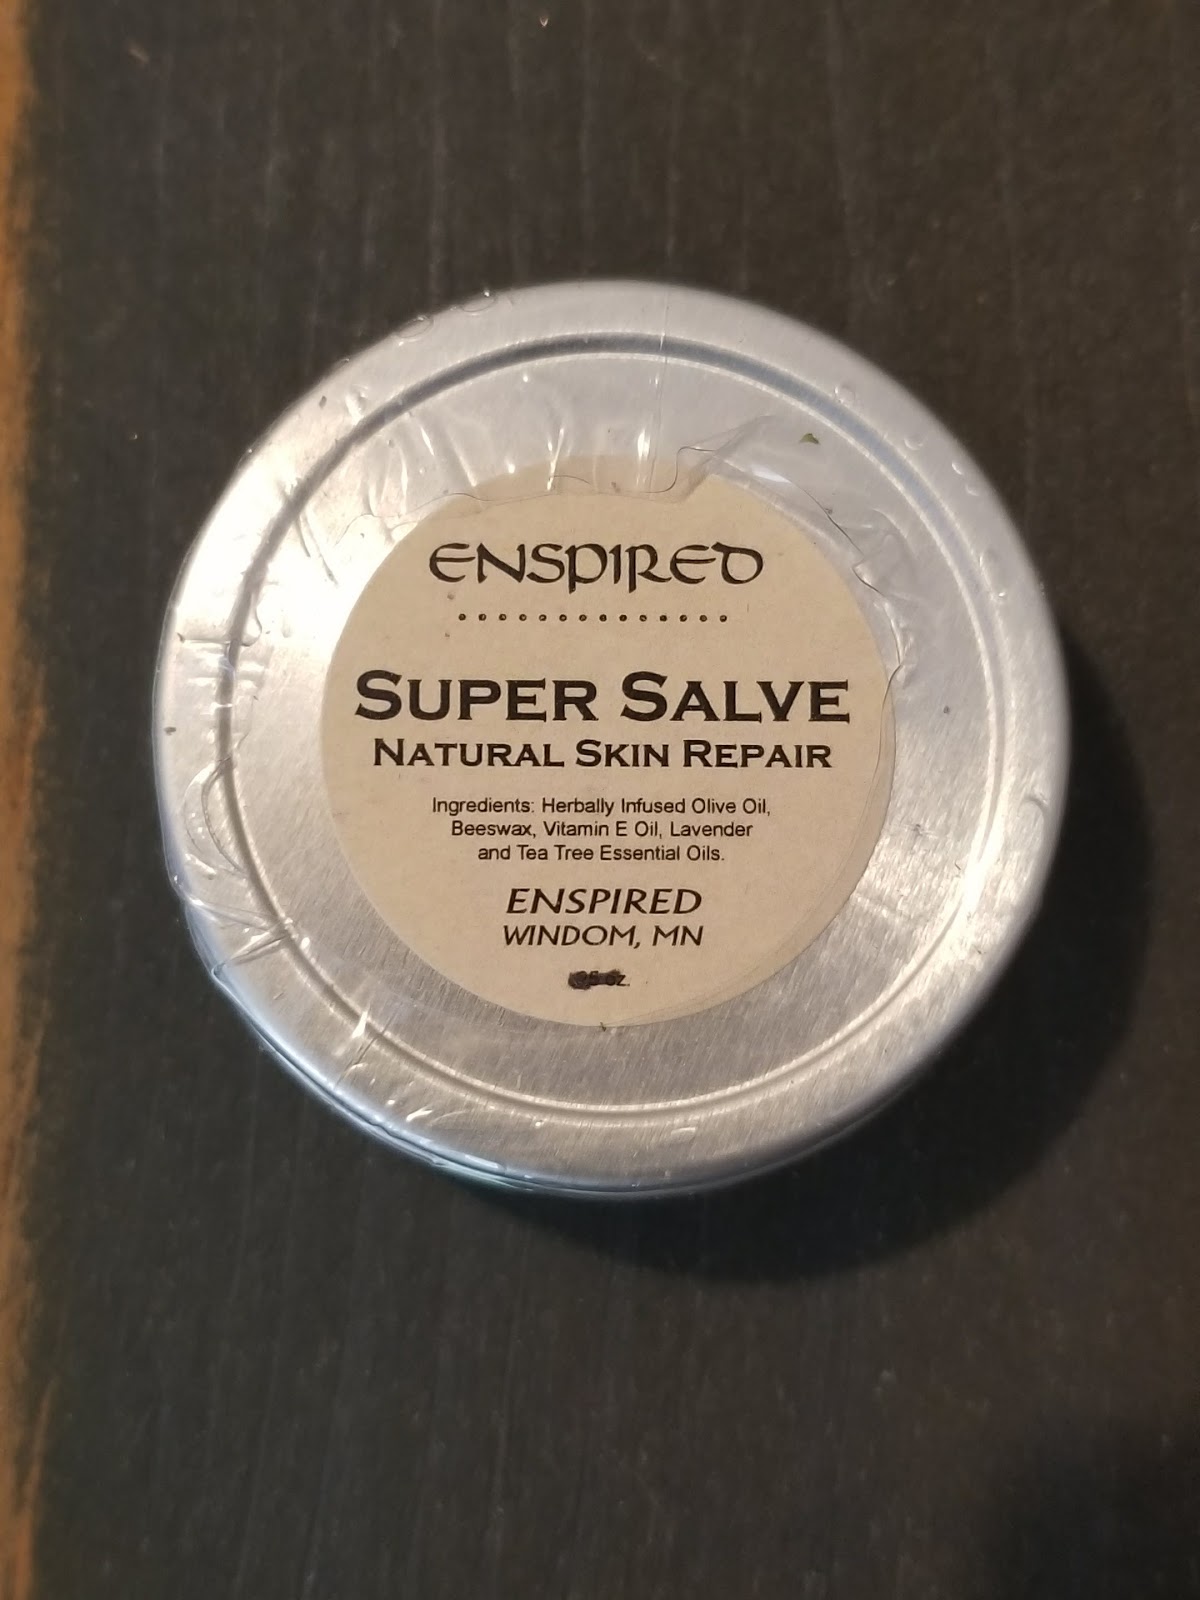 ENSPIRED
SUPER SALVE
NATURAL SKIN REPAIR
Ingredients: Herbally Infused Olive Oil,
Beeswax, Vitamin E Oil, Lavender
and Tea Tree Essential Oils.
ENSPIRED
WINDOM, MN
oz.